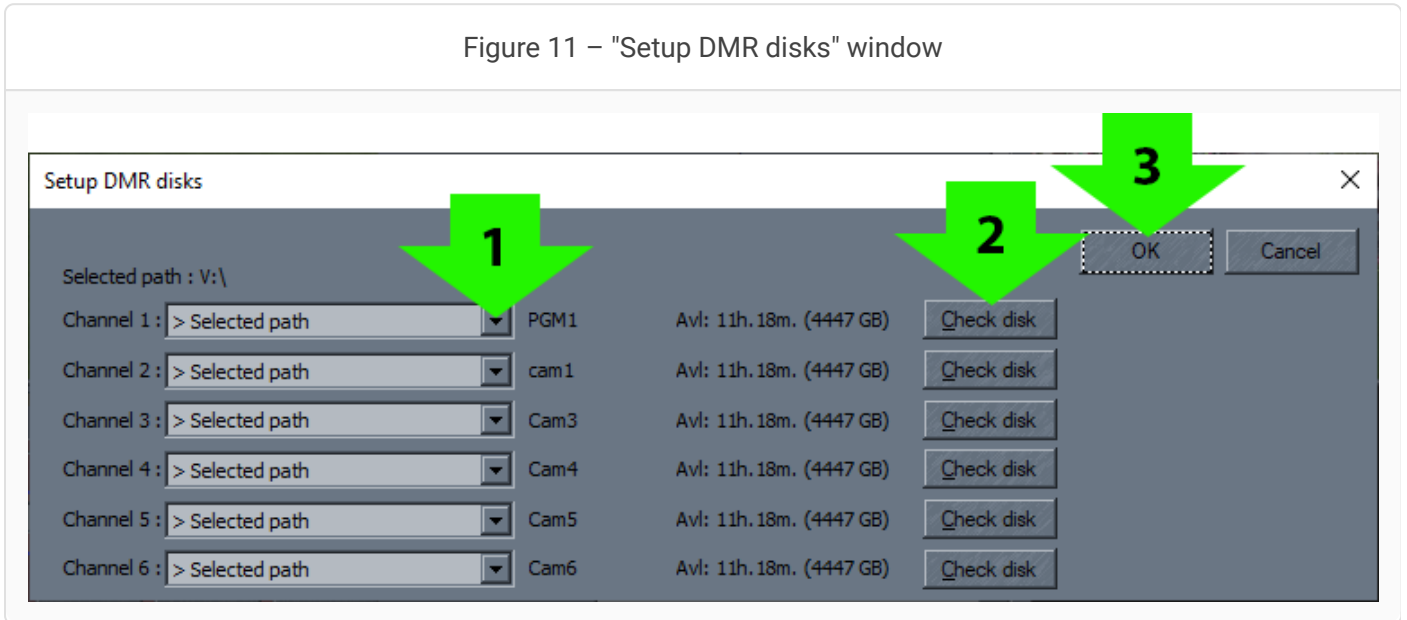 Figure 11 – "Setup DMR disks" window
3
Setup DMR disks
1
2
OK Cancel
Selected path : V:\
Channel 1 : > Selected path PGM1 Avl: 11h.18m. (4447 GB) Check disk
Channel 2 : > Selected path cam1 Avl: 11h.18m. (4447 GB) Check disk
Channel 3 : > Selected path Cam3 Avl: 11h.18m. (4447 GB) Check disk
Channel 4 : > Selected path Cam4 Avl: 11h.18m. (4447 GB) Check disk
Channel 5 : > Selected path Cam5 Avl: 11h.18m. (4447 GB) Check disk
Channel 6 : > Selected path Cam6 Avl: 11h.18m. (4447 GB) Check disk